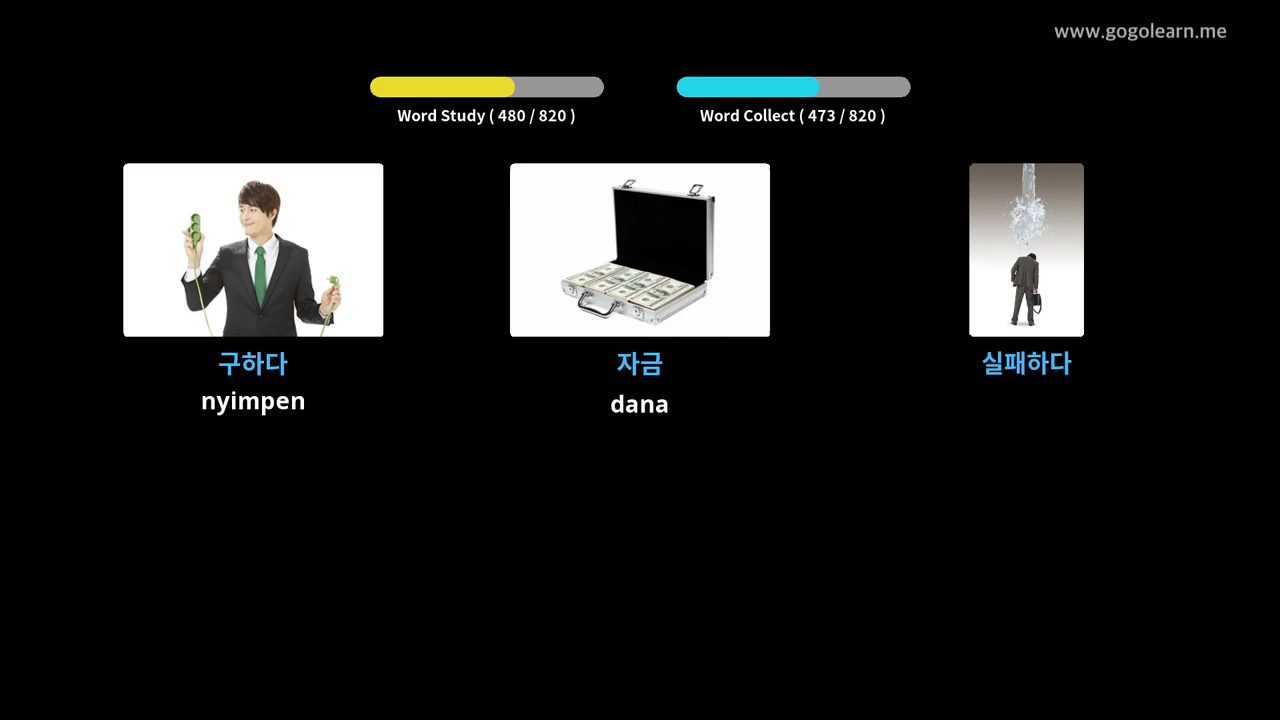 www.gogolearn.me
Word Study ( 480 / 820 )
Word Collect ( 473 / 820 )
구하다
자금
실패하다
nyimpen
dana